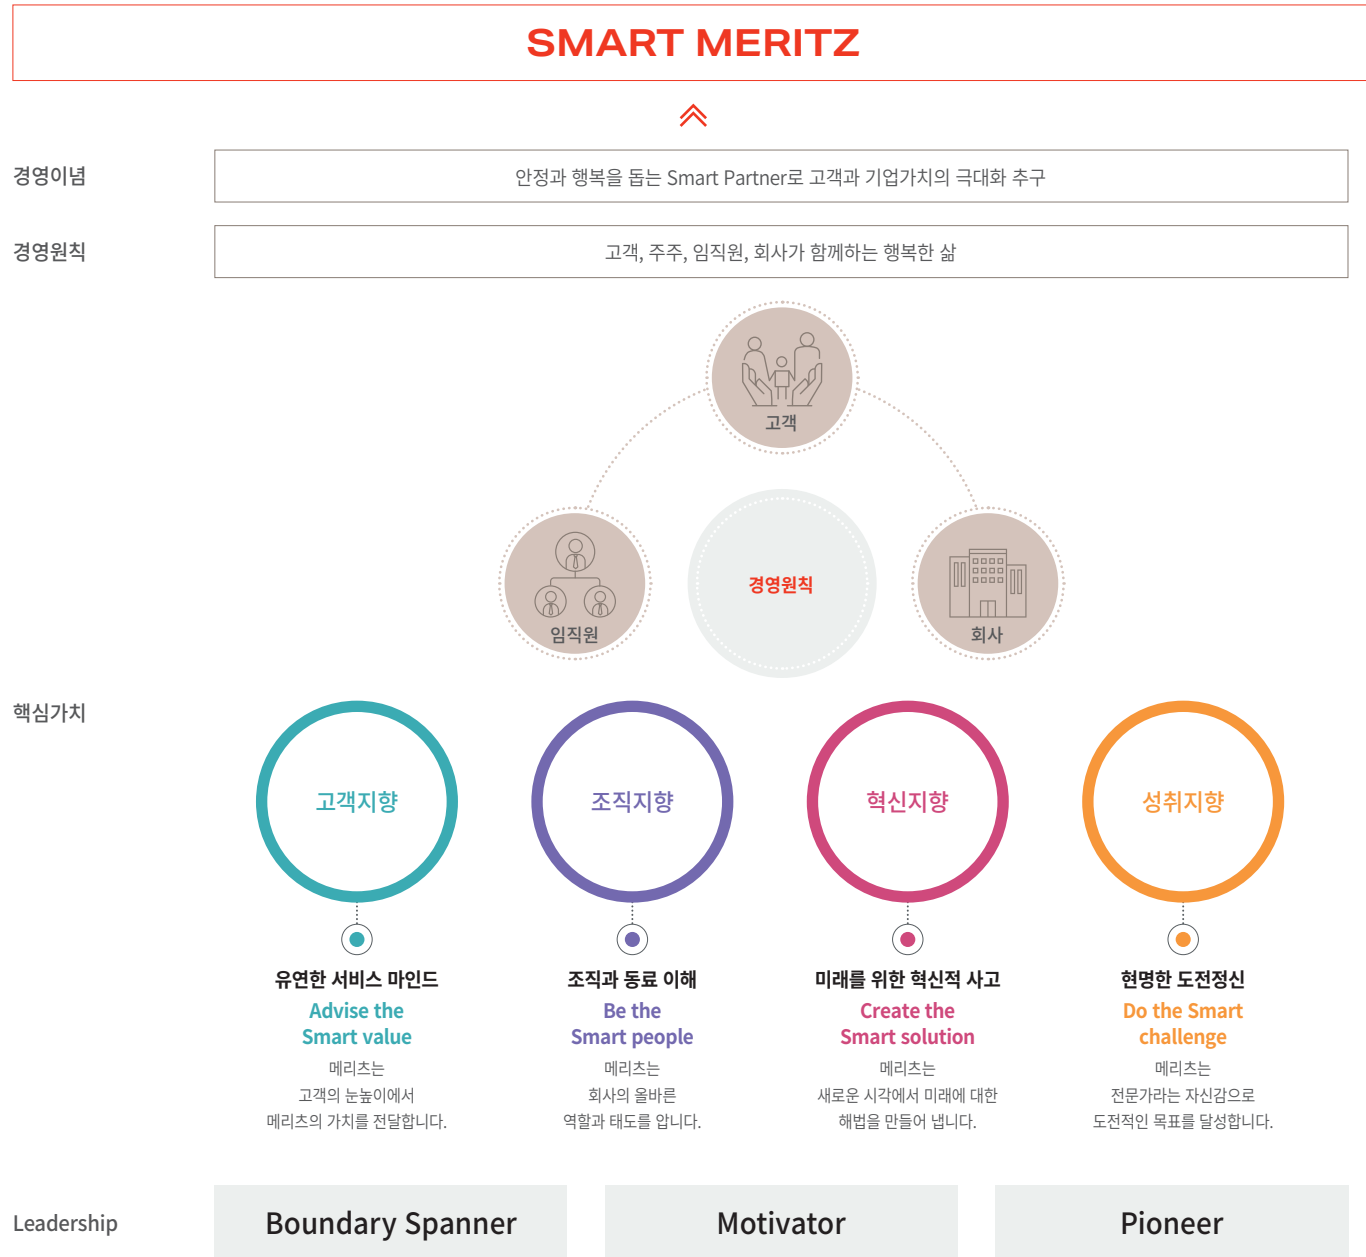 SMART MERITZ
경영이념
안정과 행복을 돕는 Smart Partner로 고객과 기업가치의 극대화 추구
경영원칙
고객, 주주, 임직원, 회사가 함께하는 행복한 삶
고객
임직원
경영원칙
회사
핵심가치
고객지향
조직지향
혁신지향
성취지향
유연한 서비스 마인드
Advise the
Smart value
메리츠는
고객의 눈높이에서
메리츠의 가치를 전달합니다.
조직과 동료 이해
Be the
Smart people
메리츠는
회사의 올바른
역할과 태도를 압니다.
미래를 위한 혁신적 사고
Create the
Smart solution
메리츠는
새로운 시각에서 미래에 대한
해법을 만들어 냅니다.
현명한 도전정신
Do the Smart
challenge
메리츠는
전문가라는 자신감으로
도전적인 목표를 달성합니다.
Leadership
Boundary Spanner
Motivator
Pioneer